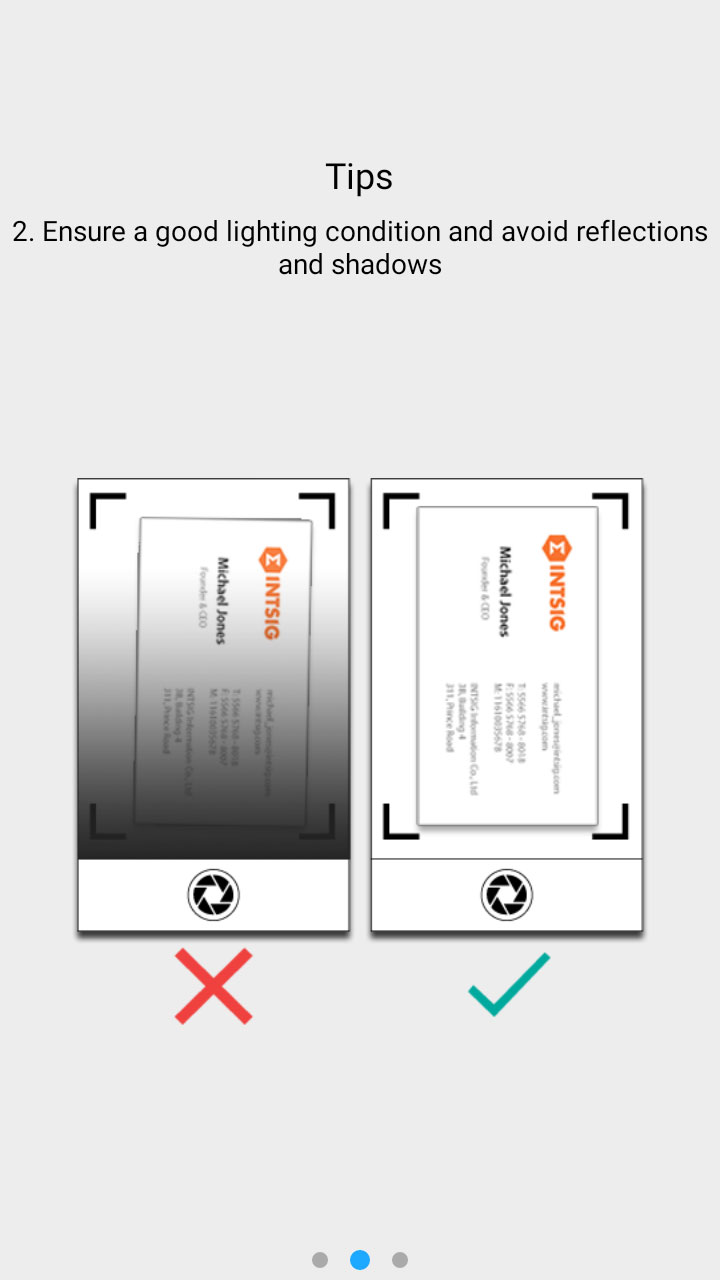 Tips
2. Ensure a good lighting condition and avoid reflections
and shadows
INTSIG
Michael Jones
Founder & CEO
michael_jones@intsig.com
www.intsig.com
T: 5566 5768 - 8018
F: 5566 5768 - 8007
M: 11610035678
INTSIG Information Co., Ltd
3B, Building 4
311, Prince Road
INTSIG
Michael Jones
Founder & CEO
michael_jones@intsig.com
www.intsig.com
T: 5566 5768 - 8018
F: 5566 5768 - 8007
M: 11610035678
INTSIG Information Co., Ltd
3B, Building 4
311, Prince Road